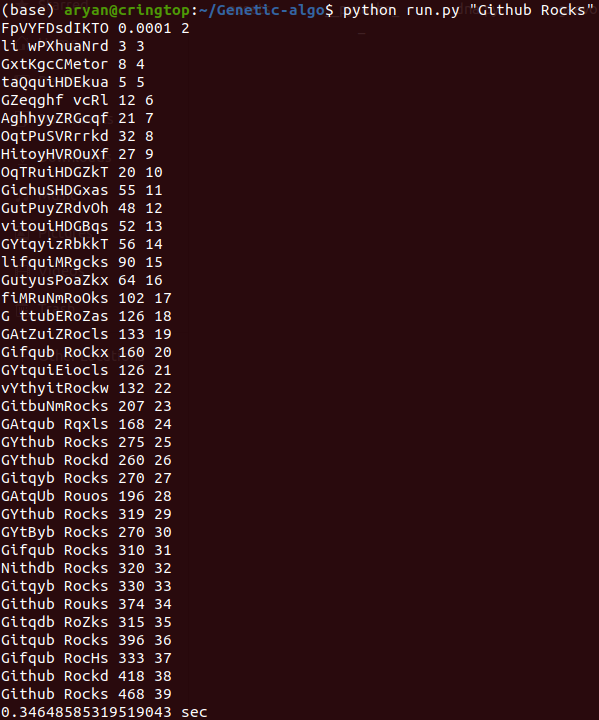 (base) aryan@cringtop:~/Genetic-algo$ python run.py "Github Rocks"
FpVYFDsdIKTO 0.0001 2
li wPXhuaNrd 3 3
GxtKgcCMetor 8 4
taQquiHDEkua 5 5
GZeqghf vcRl 12 6
AghhyyZRGcqf 21 7
OqtPuSVRrrkd 32 8
HitoyHVROuXf 27 9
OqTRuiHDGZkT 20 10
GichuSHDGxas 55 11
GutPuyZRdvOh 48 12
vitouiHDGBqs 52 13
GYtqyizRbkkT 56 14
lifquiMRgcks 90 15
GutyusPoaZkx 64 16
fiMRuNmRoOks 102 17
G ttubERoZas 126 18
GAtZuiZRocls 133 19
Gifqub RoCkx 160 20
GYtquiEiocls 126 21
vYthyitRockw 132 22
GitbuNmRocks 207 23
GAtqub Rqxls 168 24
GYthub Rocks 275 25
GYthub Rockd 260 26
Gitqyb Rocks 270 27
GAtqUb Rouos 196 28
GYthub Rocks 319 29
GYtByb Rocks 270 30
Gifqub Rocks 310 31
Nithdb Rocks 320 32
Gitqyb Rocks 330 33
Github Rouks 374 34
Gitqdb RoZks 315 35
Gitqub Rocks 396 36
Gifqub RocHs 333 37
Github Rockd 418 38
Github Rocks 468 39
0.34648585319519043 sec